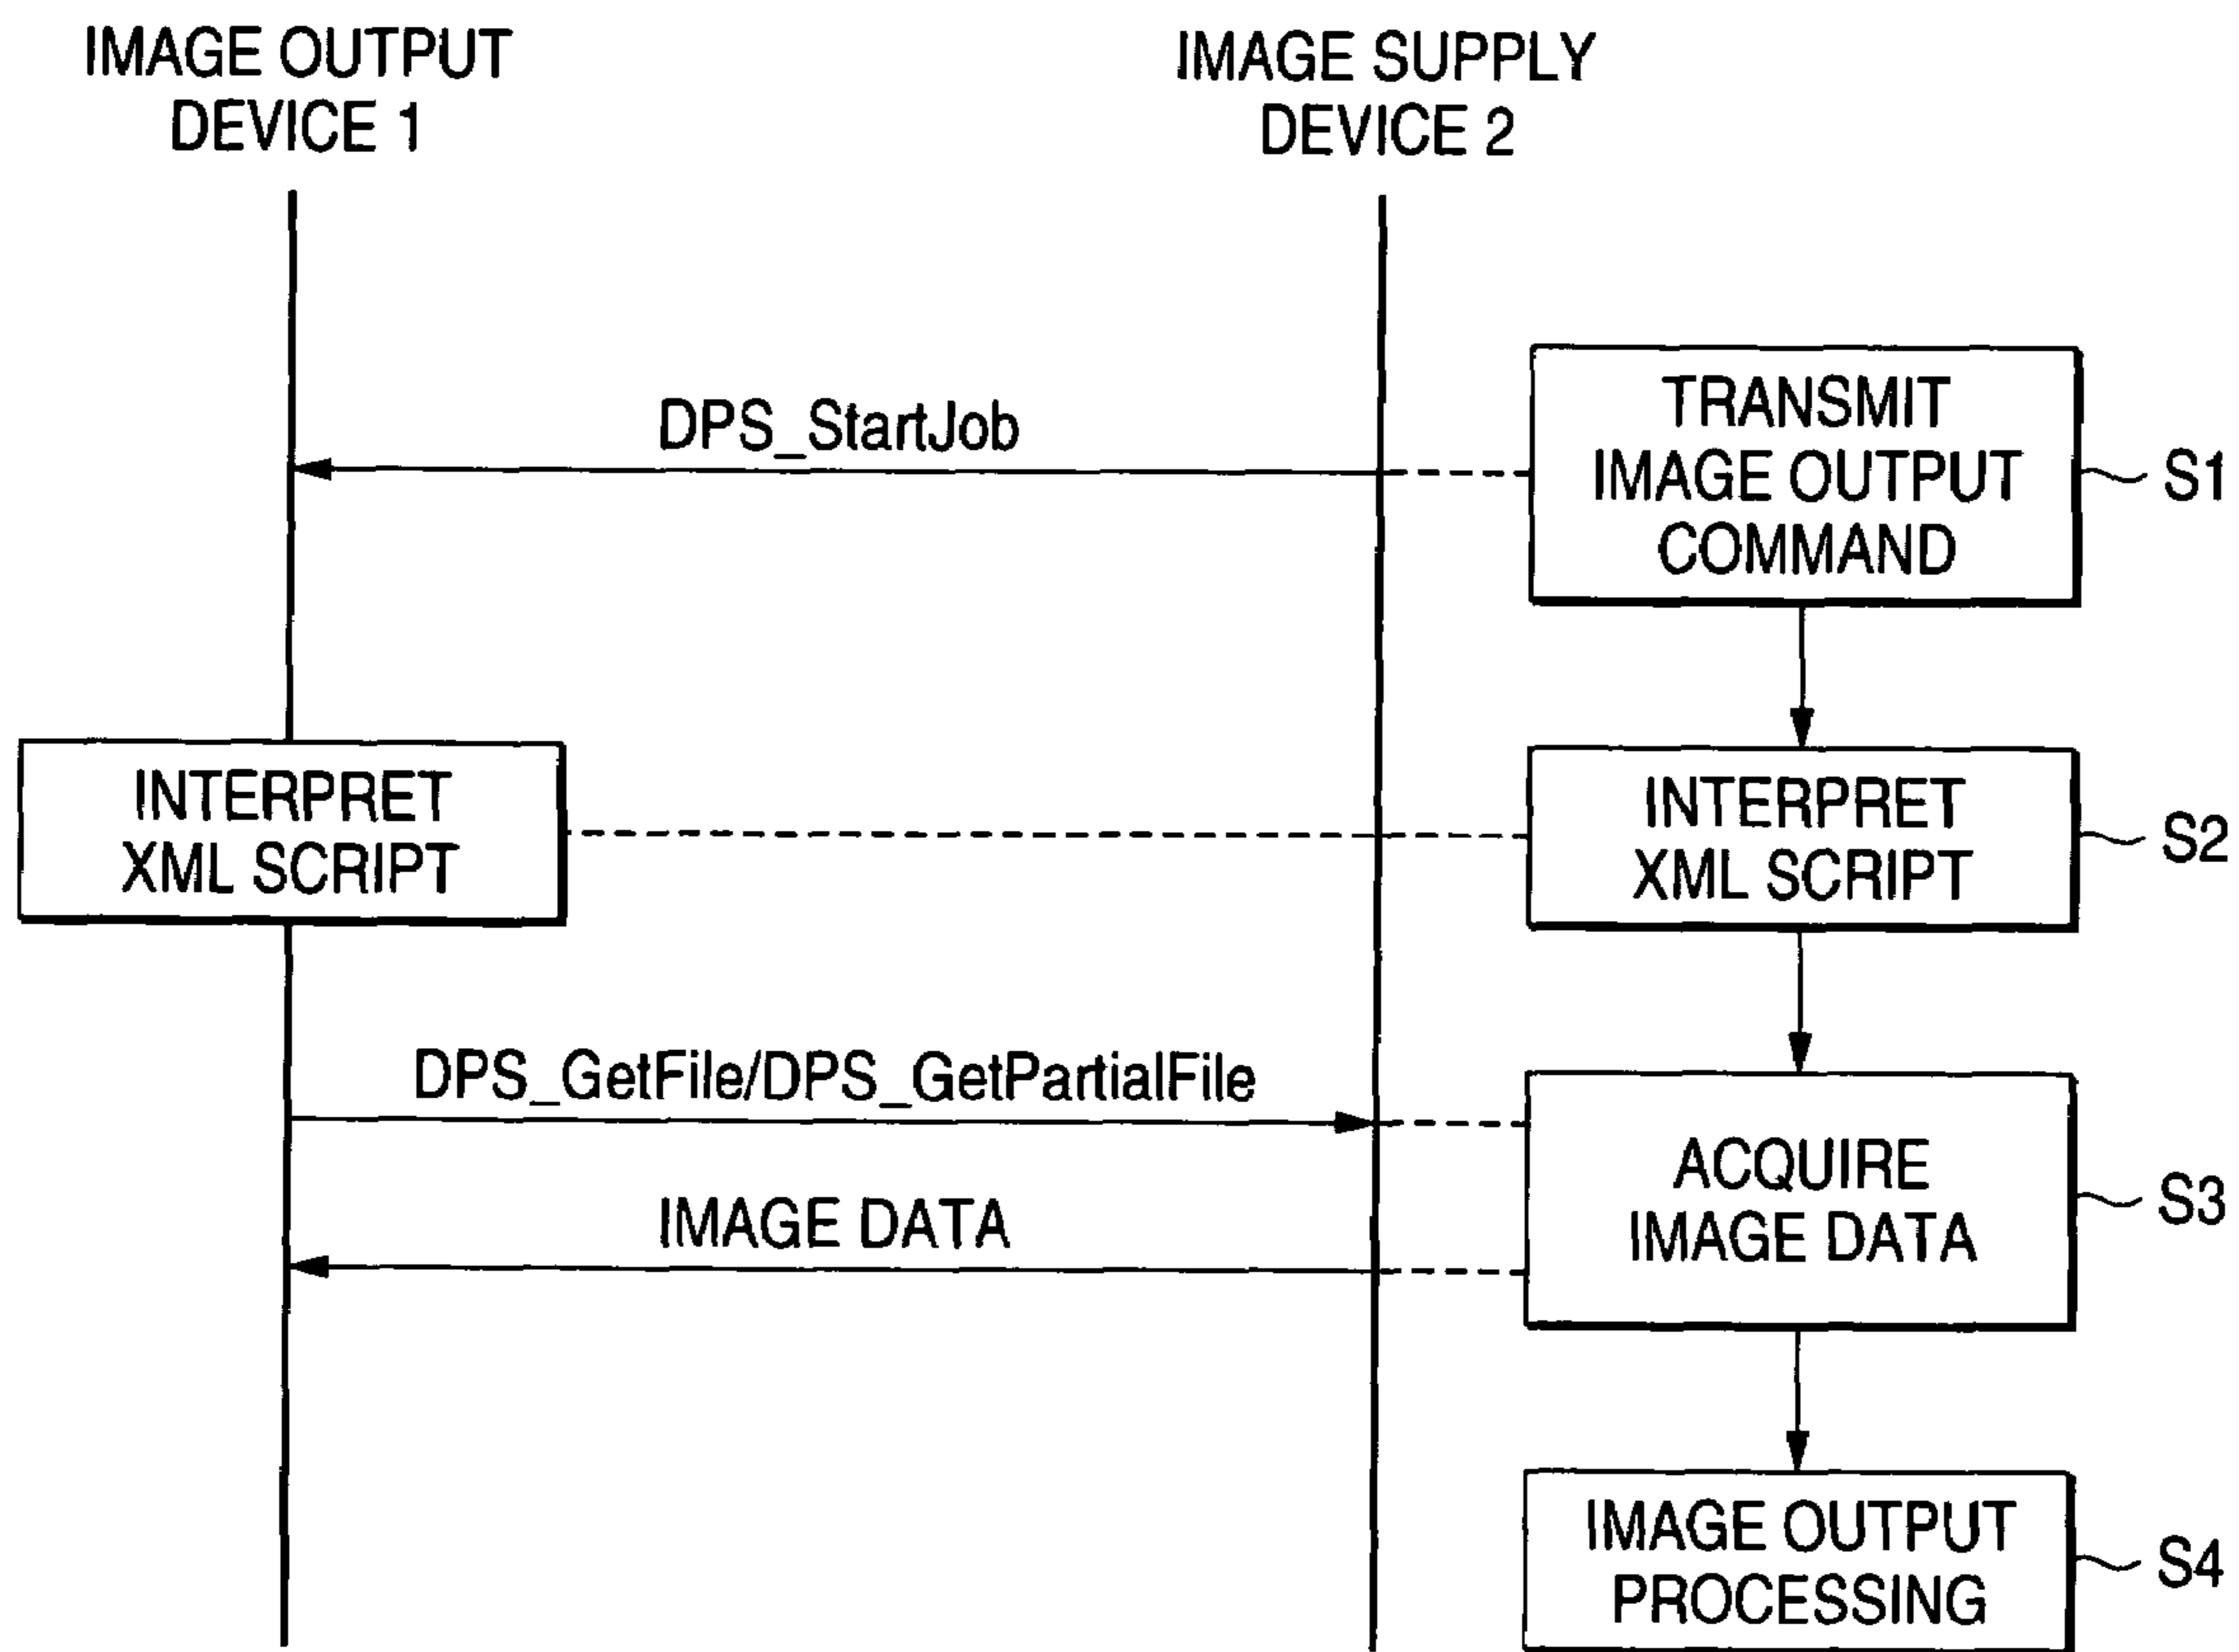 IMAGE OUTPUT
DEVICE 1
IMAGE SUPPLY
DEVICE 2
DPS_StartJob
TRANSMIT
IMAGE OUTPUT
COMMAND
S1
INTERPRET
XML SCRIPT
INTERPRET
XML SCRIPT
S2
DPS_GetFile/DPS_GetPartialFile
ACQUIRE
IMAGE DATA
S3
IMAGE DATA
IMAGE OUTPUT
PROCESSING
S4